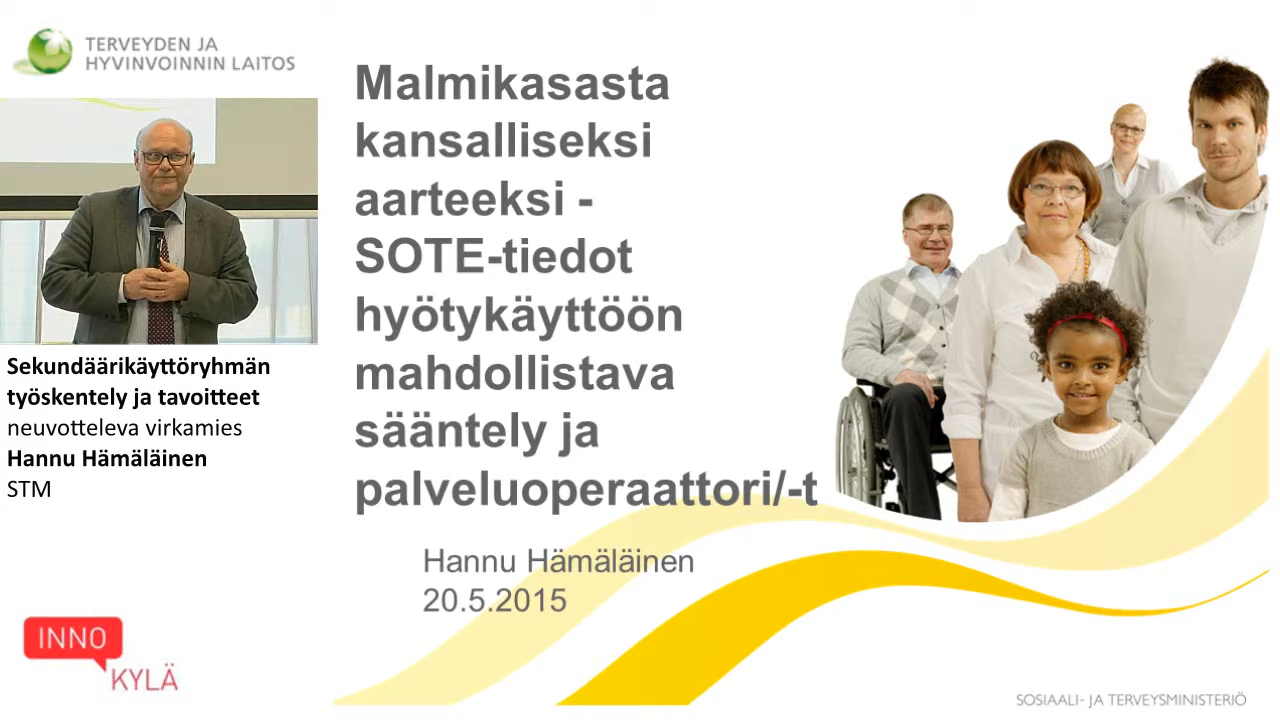 TERVEYDEN JA
HYVINVOINNIN LAITOS
Malmikasasta
kansalliseksi
aarteeksi -
SOTE-tiedot
hyötykäyttöön
mahdollistava
sääntely ja
palveluoperaattori/-t
Hannu Hämäläinen
20.5.2015
Sekundäärikäyttöryhmän
työskentely ja tavoitteet
neuvotteleva virkamies
Hannu Hämäläinen
STM
INNO
KYLÄ
SOSIAALI- JA TERVEYSMINISTERIÖ